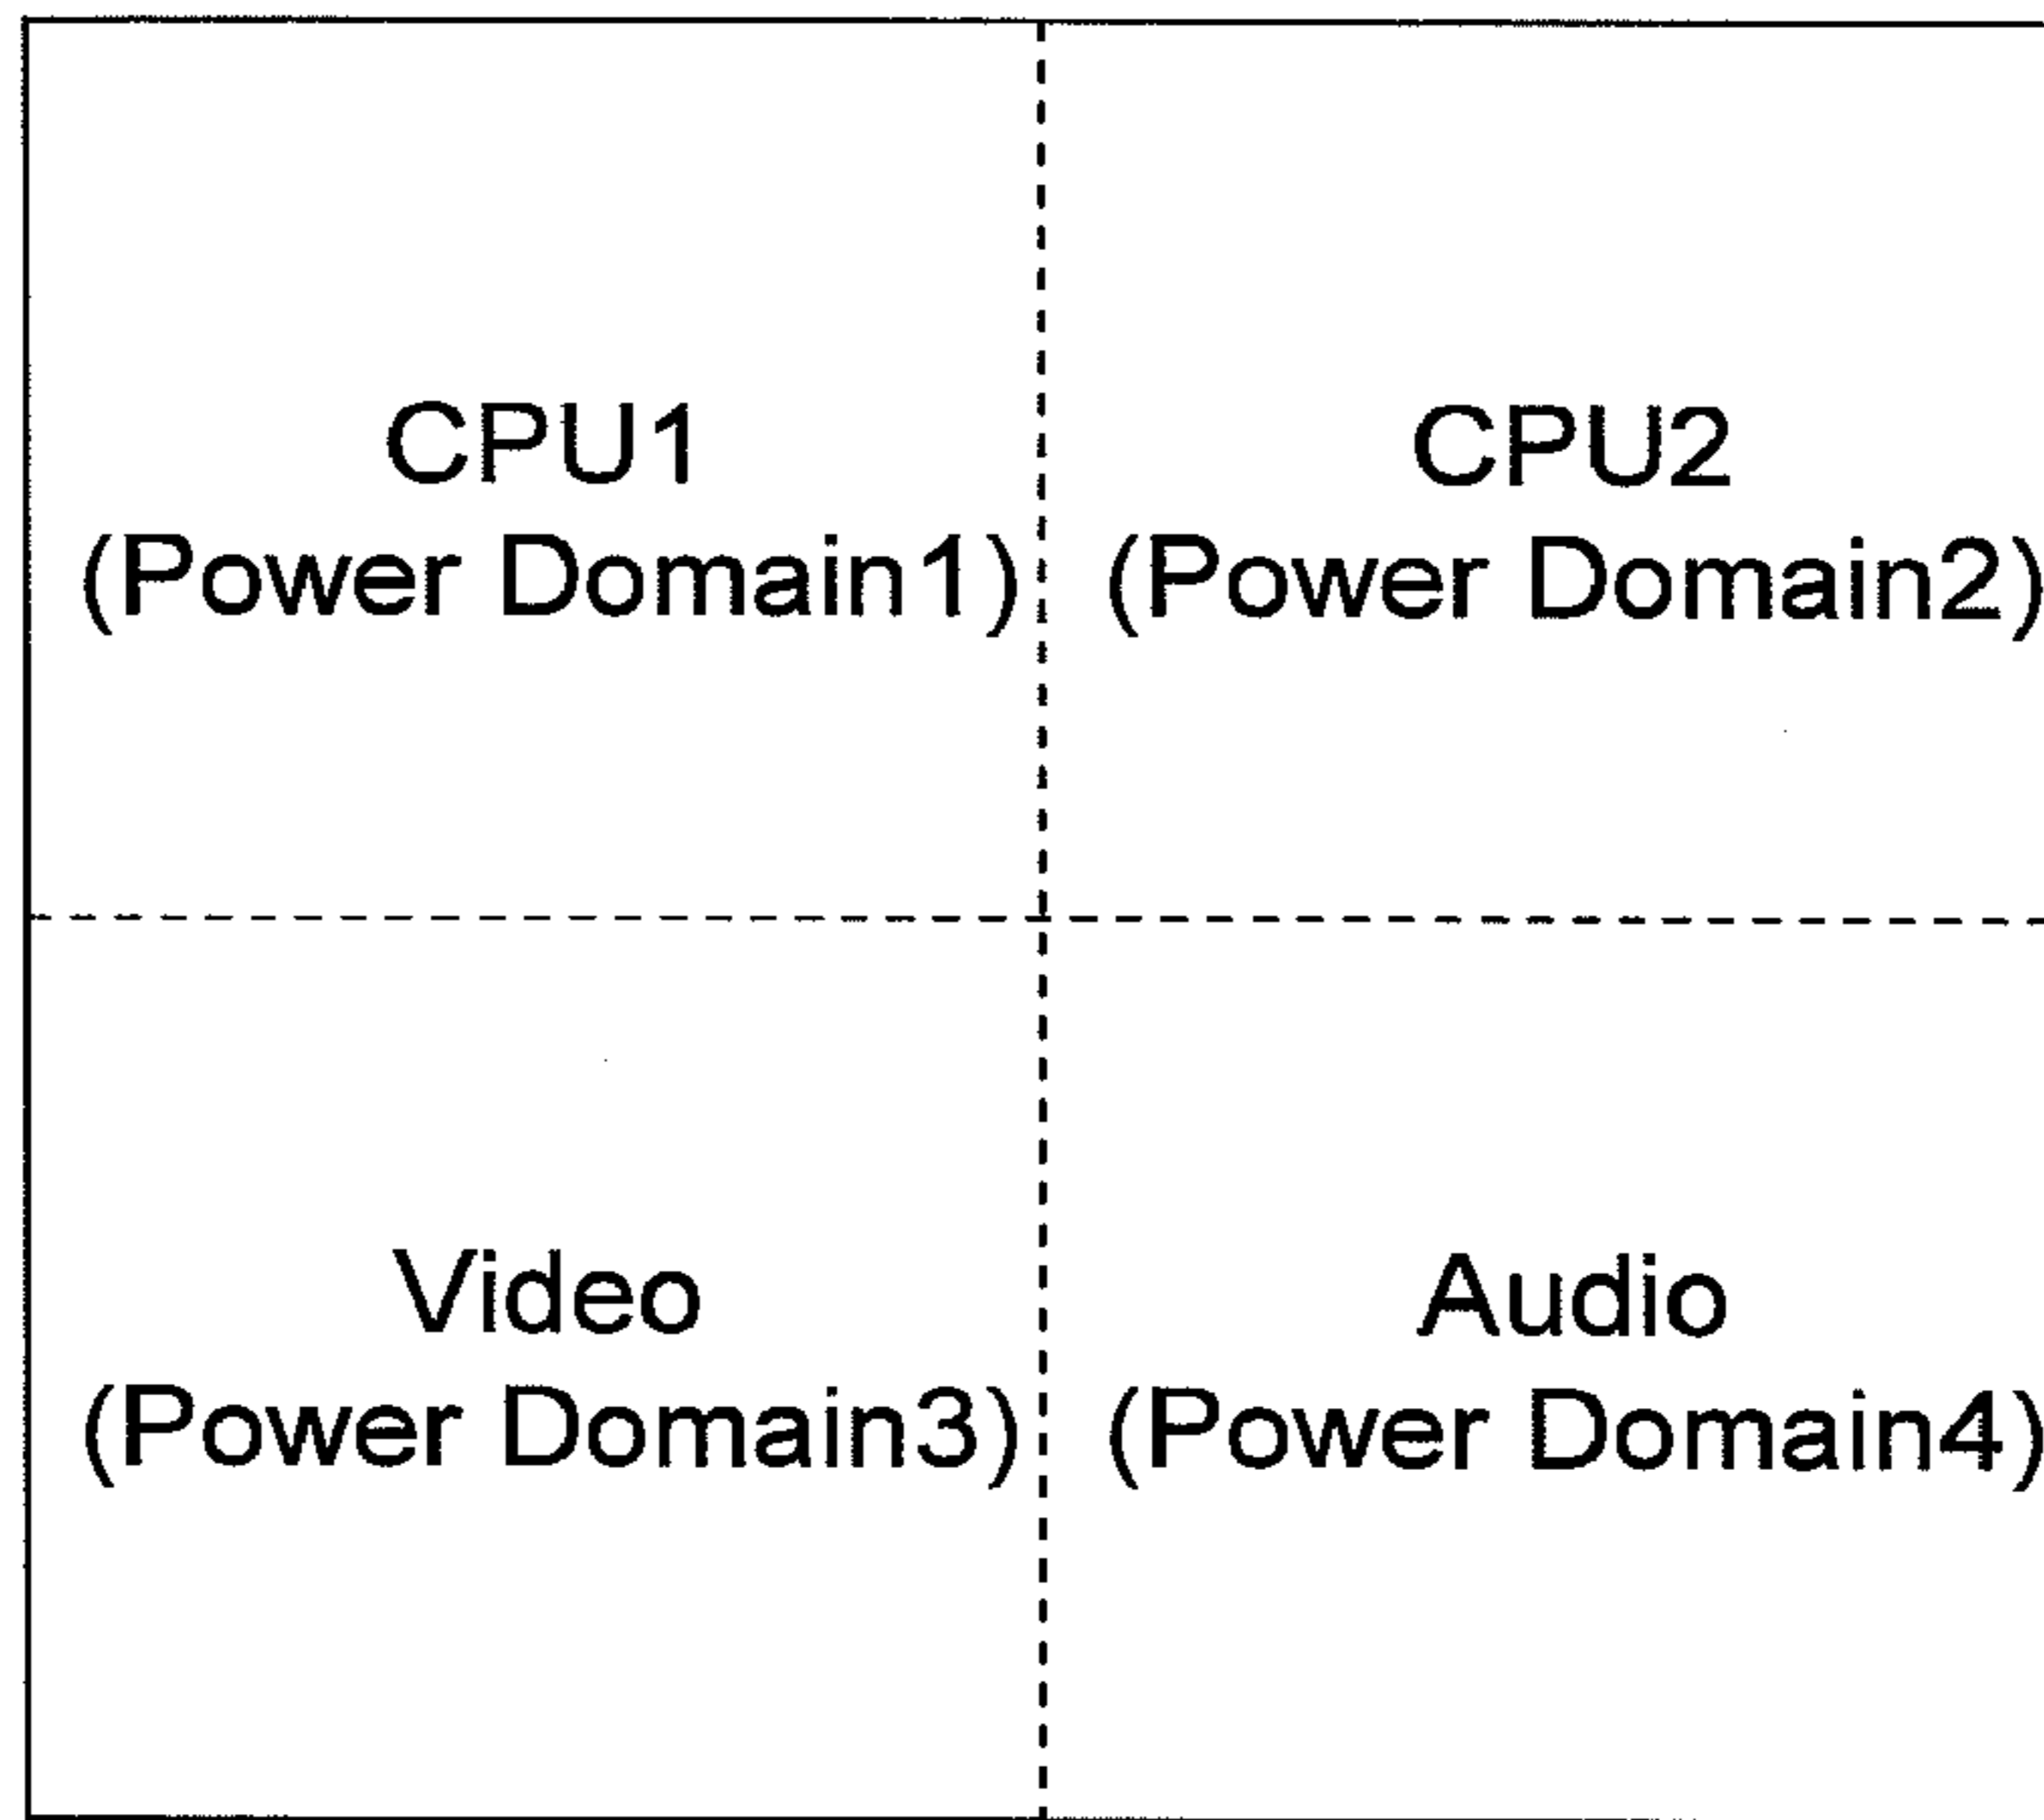 CPU1
(Power Domain1)
CPU2
(Power Domain2)
Video
(Power Domain3)
Audio
(Power Domain4)